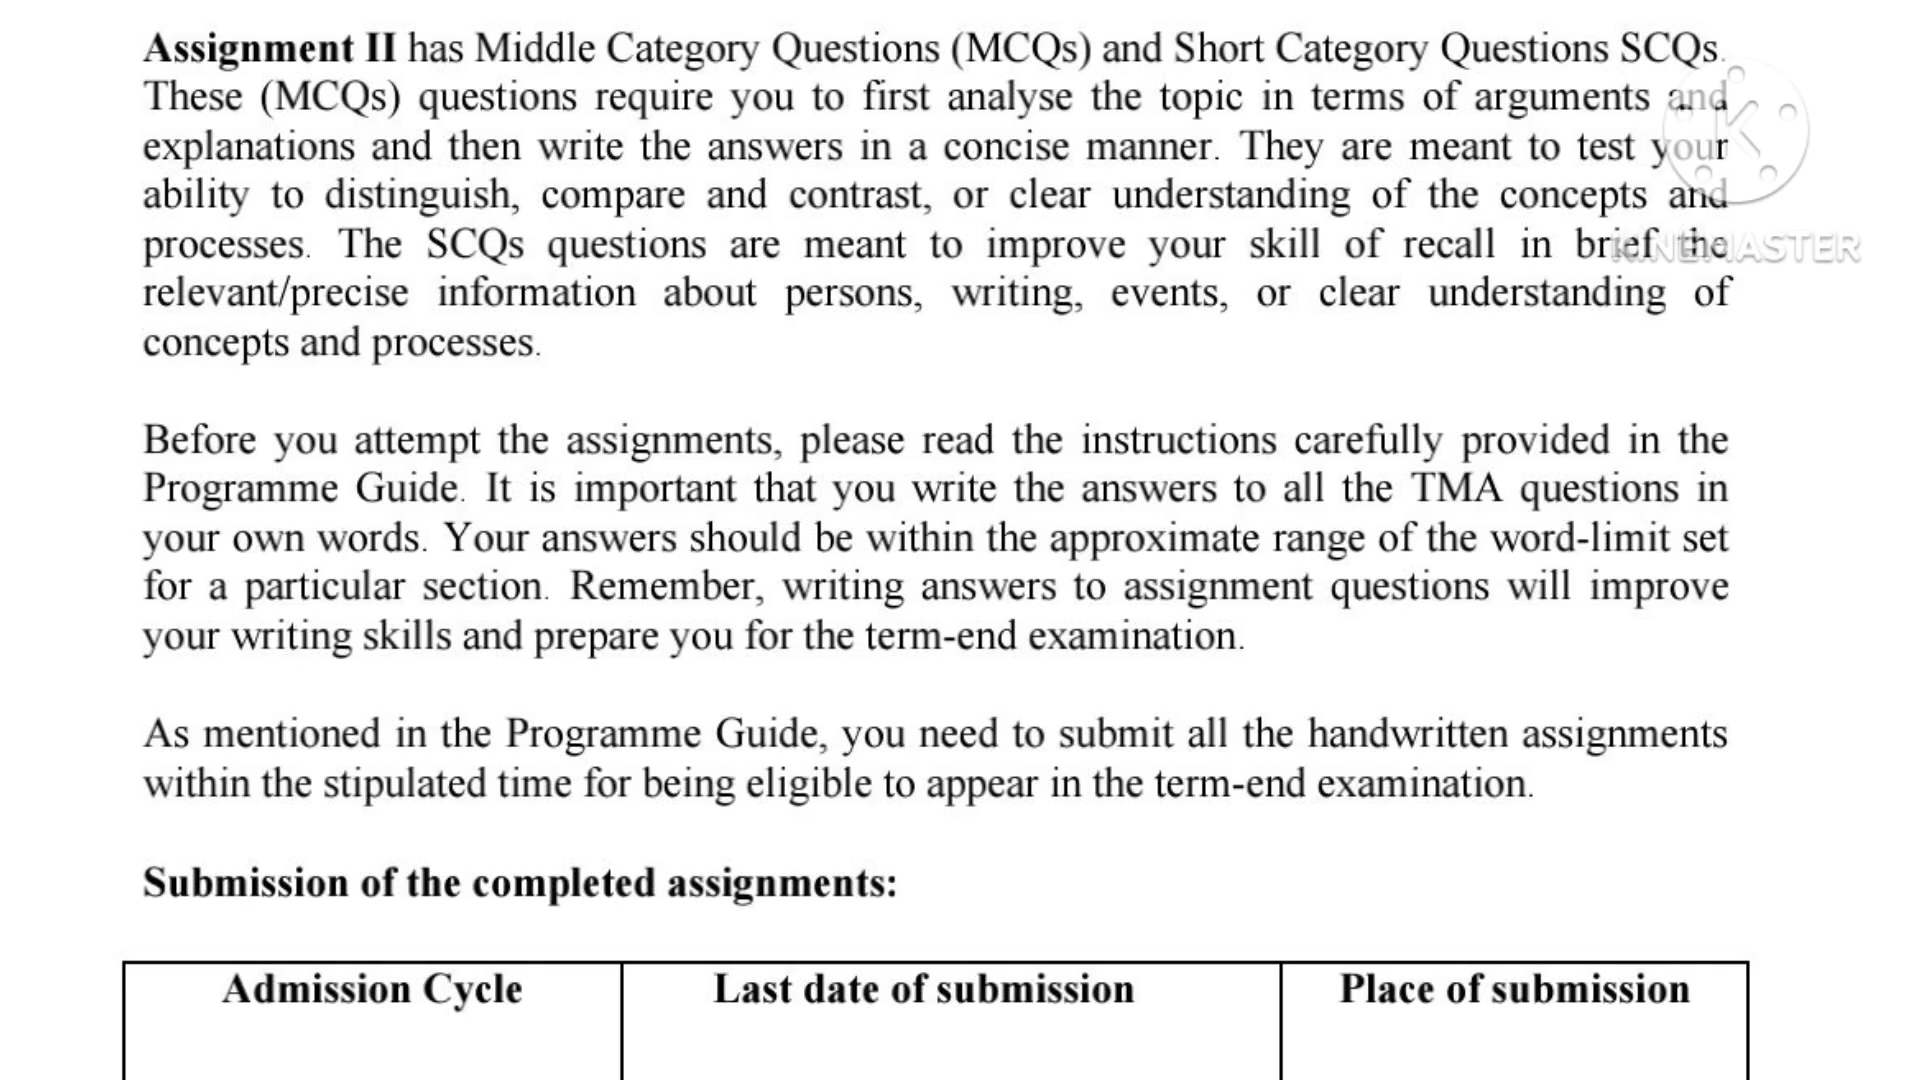 Assignment II has Middle Category Questions (MCQs) and Short Category Questions SCQs.
These (MCQs) questions require you to first analyse the topic in terms of arguments and
explanations and then write the answers in a concise manner. They are meant to test your
ability to distinguish, compare and contrast, or clear understanding of the concepts and
processes. The SCQs questions are meant to improve your skill of recall in brief the
relevant/precise information about persons, writing, events, or clear understanding of
concepts and processes.
Before you attempt the assignments, please read the instructions carefully provided in the
Programme Guide. It is important that you write the answers to all the TMA questions in
your own words. Your answers should be within the approximate range of the word-limit set
for a particular section. Remember, writing answers to assignment questions will improve
your writing skills and prepare you for the term-end examination.
As mentioned in the Programme Guide, you need to submit all the handwritten assignments
within the stipulated time for being eligible to appear in the term-end examination.
Submission of the completed assignments:
Admission Cycle Last date of submission Place of submission
K
KINEMASTER